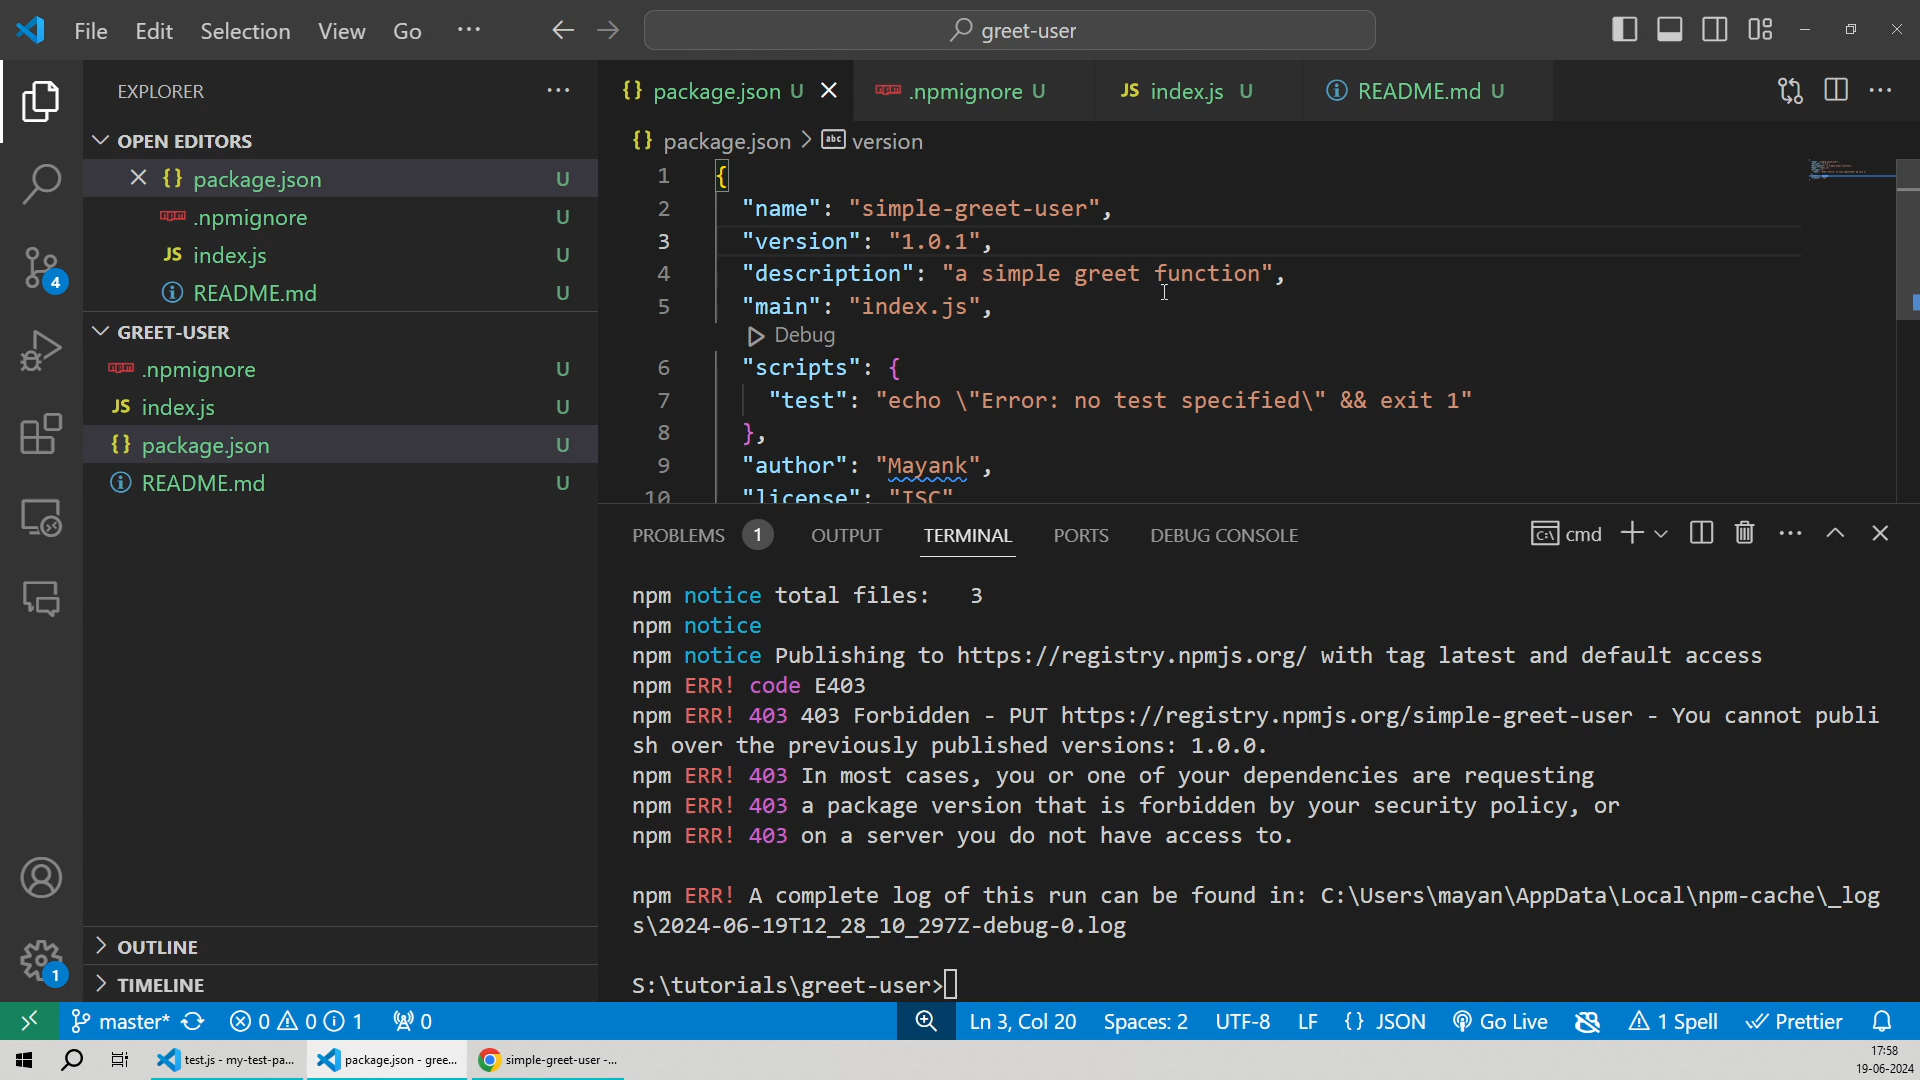 File Edit Selection View Go ··· greet-user
EXPLORER
OPEN EDITORS
package.json U
.npmignore U
JS index.js U
README.md U
GREET-USER
.npmignore U
JS index.js U
{} package.json U
README.md U
OUTLINE
TIMELINE
{} package.json U .npmignore U JS index.js U README.md U
{} package.json > abc version
1 {
2 "name": "simple-greet-user",
3 "version": "1.0.1",
4 "description": "a simple greet function",
5 "main": "index.js",
Debug
6 "scripts": {
7 "test": "echo \"Error: no test specified\" && exit 1"
8 },
9 "author": "Mayank",
10 "license": "ISC"
PROBLEMS 1 OUTPUT TERMINAL PORTS DEBUG CONSOLE cmd
npm notice total files: 3
npm notice
npm notice Publishing to https://registry.npmjs.org/ with tag latest and default access
npm ERR! code E403
npm ERR! 403 403 Forbidden - PUT https://registry.npmjs.org/simple-greet-user - You cannot publi
sh over the previously published versions: 1.0.0.
npm ERR! 403 In most cases, you or one of your dependencies are requesting
npm ERR! 403 a package version that is forbidden by your security policy, or
npm ERR! 403 on a server you do not have access to.
npm ERR! A complete log of this run can be found in: C:\Users\mayan\AppData\Local\npm-cache\_log
s\2024-06-19T12_28_10_297Z-debug-0.log
S:\tutorials\greet-user>
4
1
master* 0 0 1 0 Ln 3, Col 20 Spaces: 2 UTF-8 LF {} JSON Go Live 1 Spell Prettier
test.js - my-test-pa... package.json - gree... simple-greet-user -...
17:58
19-06-2024